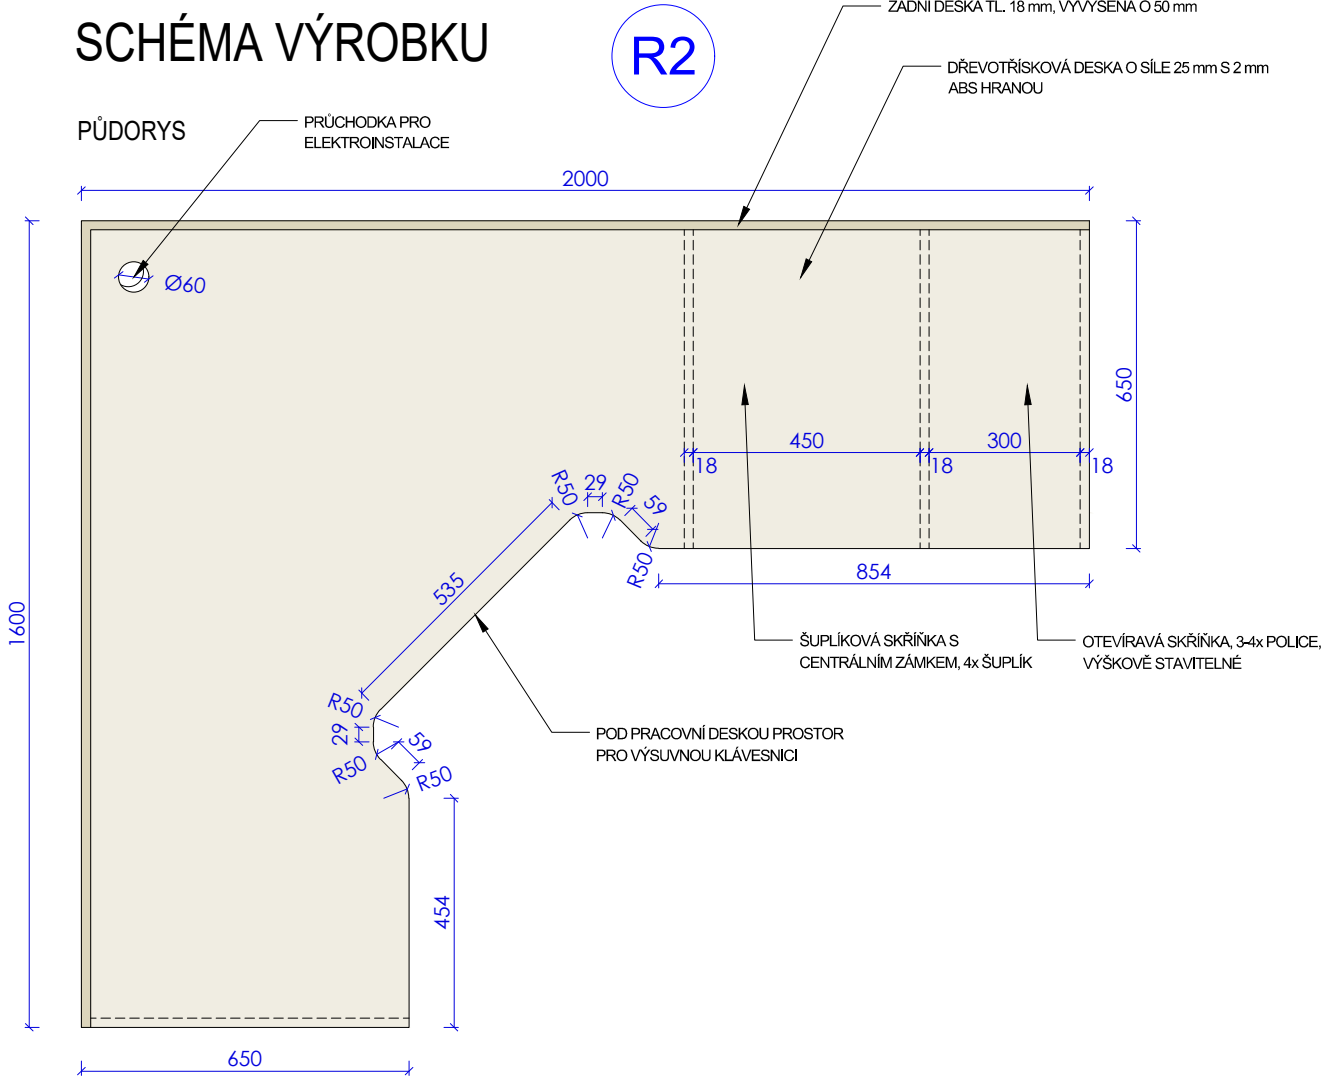 ZADNÍ DESKA TL. 18 mm, VYVÝŠENÁ O 50 mm
SCHÉMA VÝROBKU
R2
DŘEVOTŘÍSKOVÁ DESKA O SÍLE 25 mm S 2 mm
ABS HRANOU
PŮDORYS
PRŮCHODKA PRO
ELEKTROINSTALACE
2000
Ø60
650
450
300
18
18
18
R50
29
R50
59
R50
535
854
1600
ŠUPLÍKOVÁ SKŘÍŇKA S
CENTRÁLNÍM ZÁMKEM, 4x ŠUPLÍK
OTEVÍRAVÁ SKŘÍŇKA, 3-4x POLICE,
VÝŠKOVĚ STAVITELNÉ
R50
29
59
R50
R50
POD PRACOVNÍ DESKOU PROSTOR
PRO VÝSUVNOU KLÁVESNICI
454
650